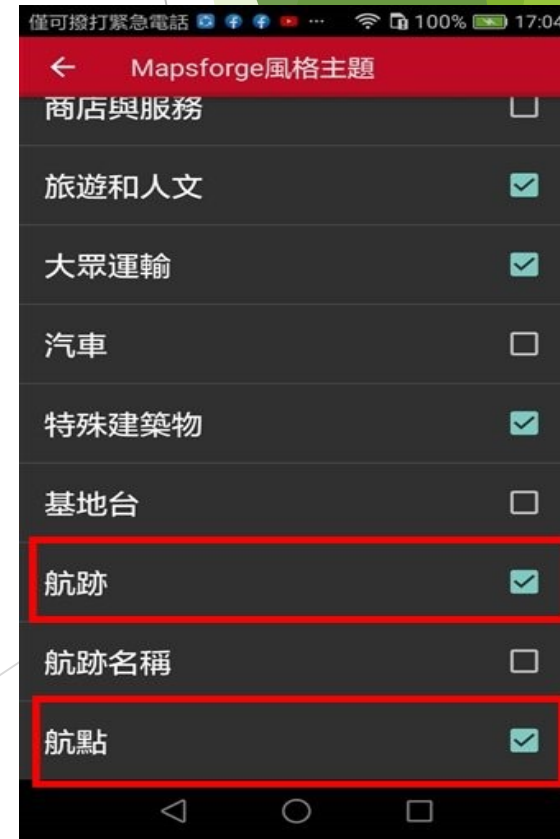 僅可撥打緊急電話 ... 100% 17:04
Mapsforge風格主題
商店與服務
旅遊和人文
大眾運輸
汽車
特殊建築物
基地台
航跡
航跡名稱
航點